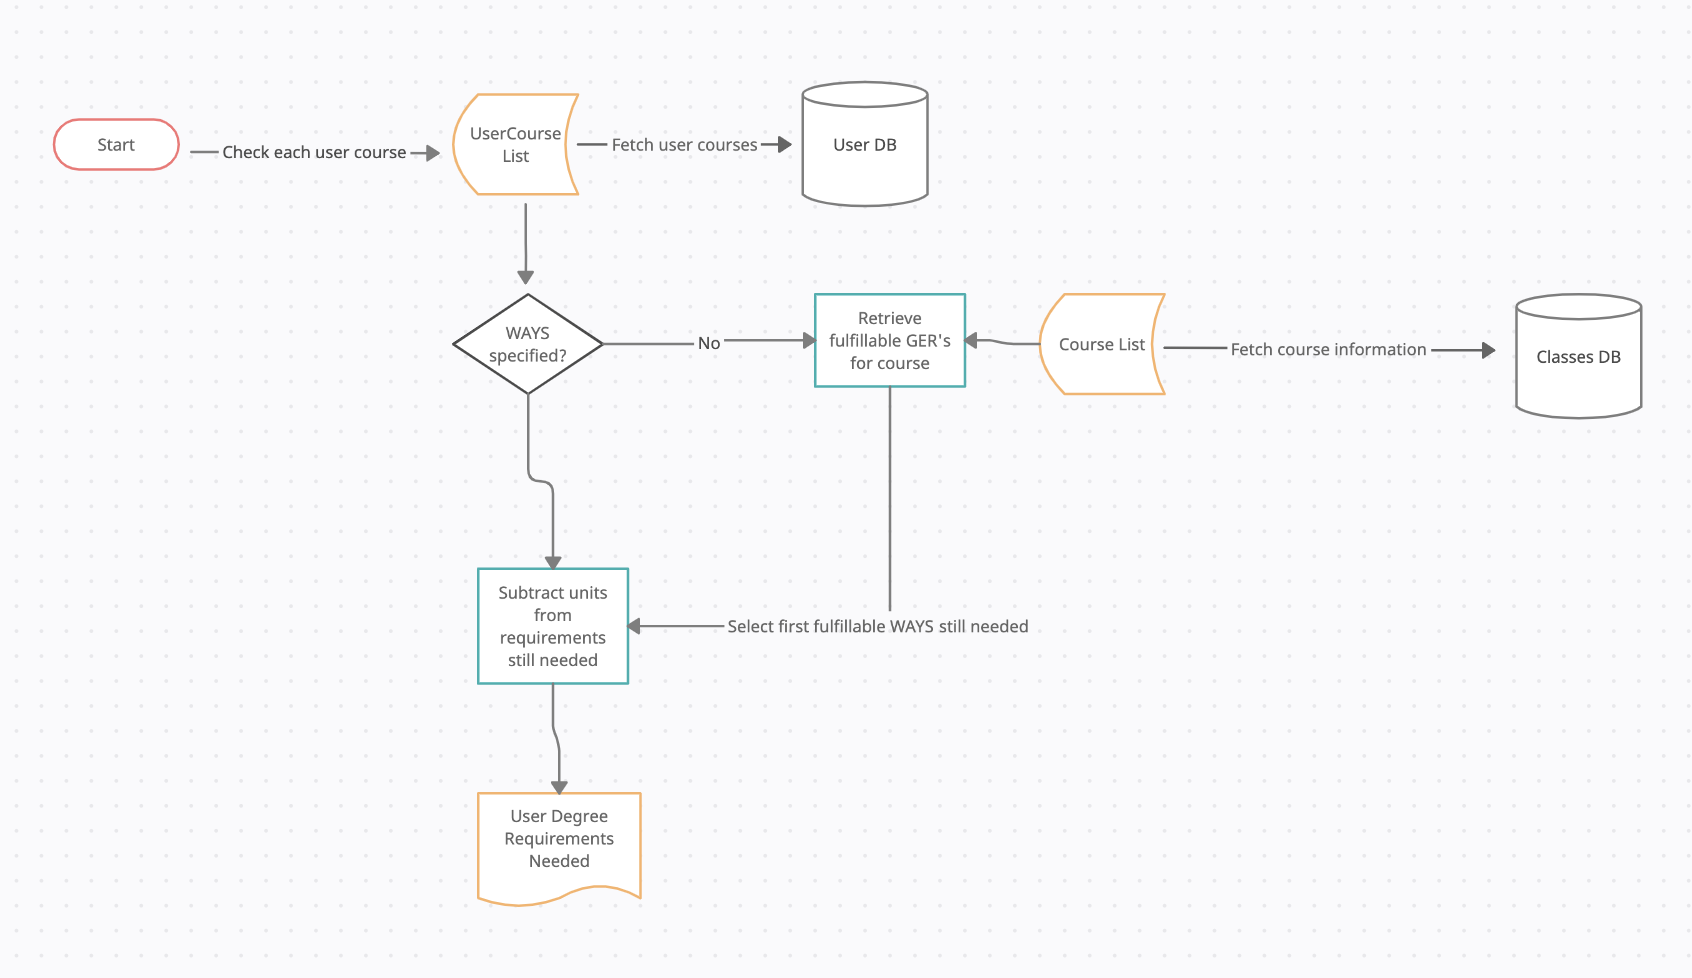 Start
Check each user course
UserCourse
List
Fetch user courses
User DB
WAYS
specified?
No
Retrieve
fulfillable GER's
for course
Course List
Fetch course information
Classes DB
Subtract units
from
requirements
still needed
Select first fulfillable WAYS still needed
User Degree
Requirements
Needed